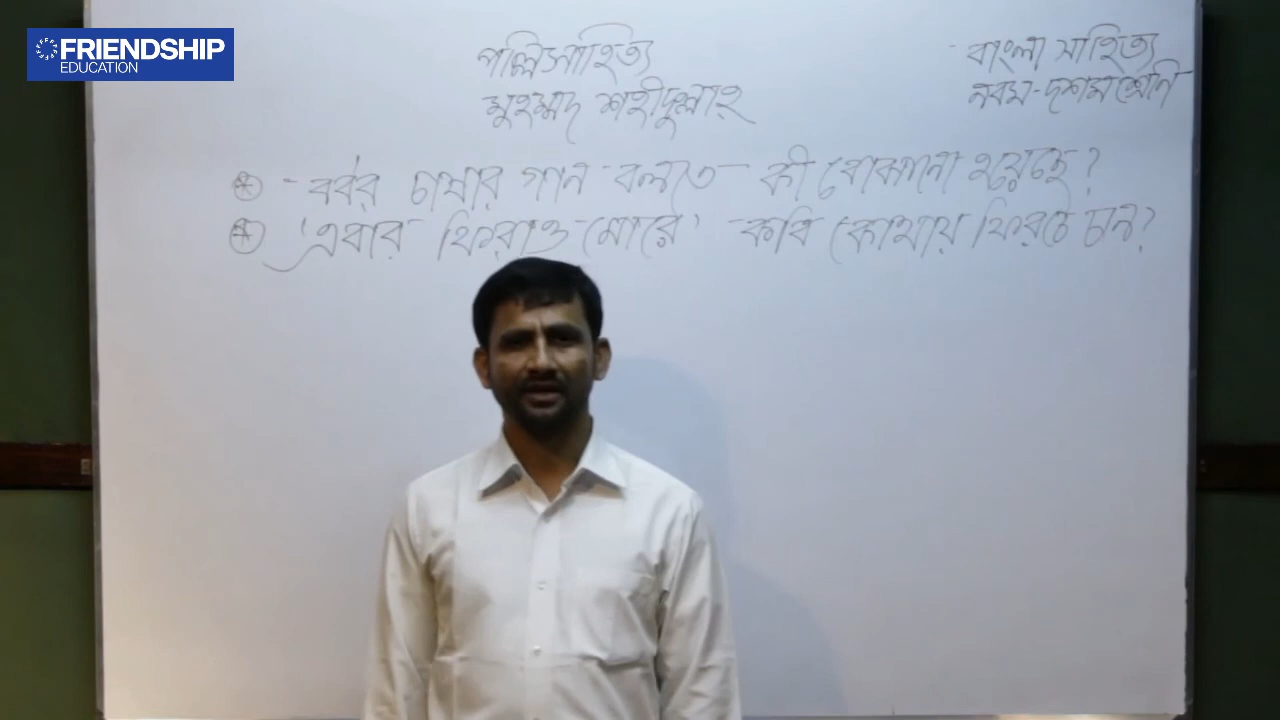 FRIENDSHIP
EDUCATION
পল্লিসাহিত্য
মুহম্মদ শহীদুল্লাহ্
বাংলা সাহিত্য
নবম-দশম শ্রেণি
- বর্বর চাষার গান বলতে কী বোঝানো হয়েছে?
'এবার ফিরাও মোরে' কবি কোথায় ফিরতে চান?